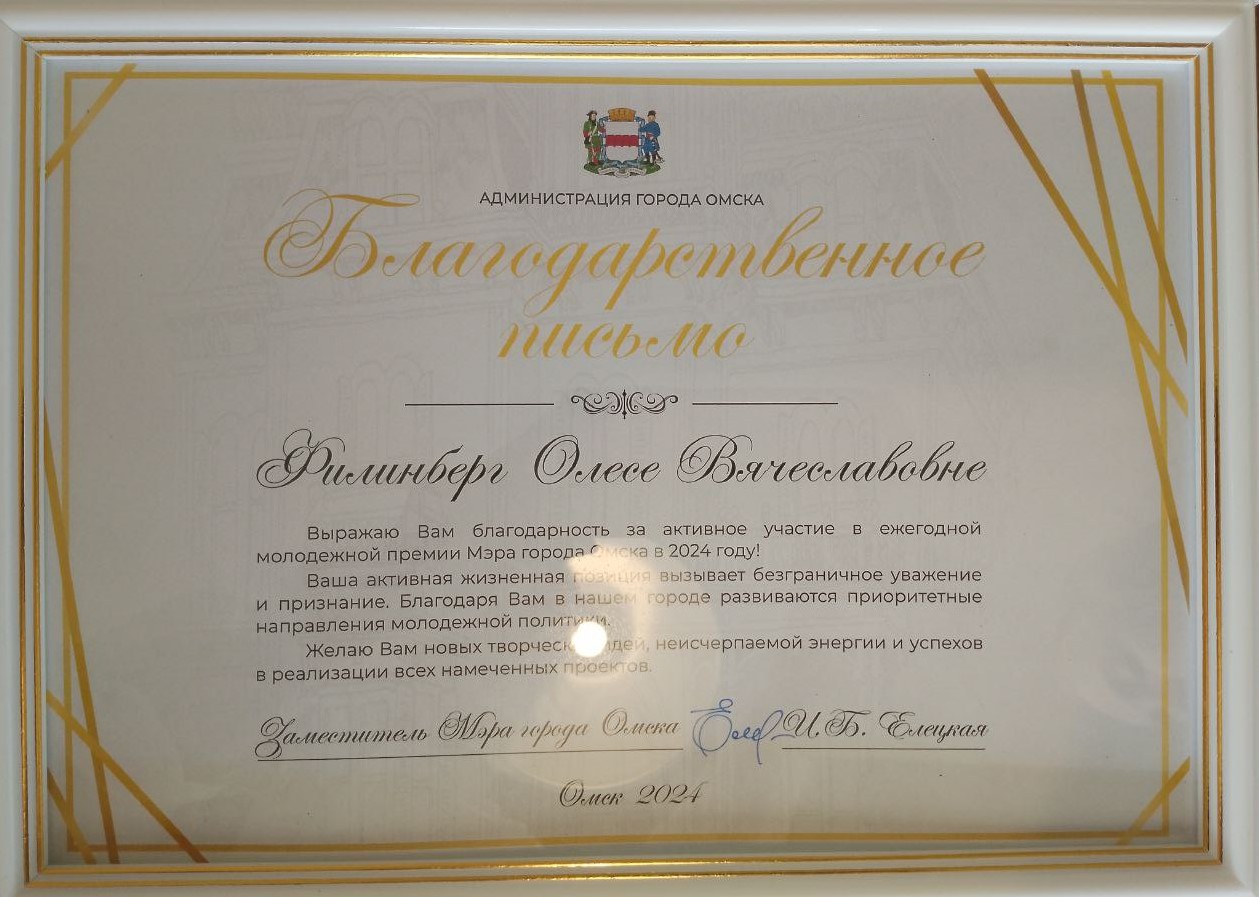 АДМИНИСТРАЦИЯ ГОРОДА ОМСКА
Благодарственное
письмо
Филинберг Олесе Вячеславовне
Выражаю Вам благодарность за активное участие в ежегодной
молодежной премии Мэра города Омска в 2024 году!
Ваша активная жизненная позиция вызывает безграничное уважение
и признание. Благодаря Вам в нашем городе развиваются приоритетные
направления молодежной политики.
Желаю Вам новых творческих идей, неисчерпаемой энергии и успехов
в реализации всех намеченных проектов.
Заместитель Мэра города Омска И.Б. Елецкая
Омск 2024